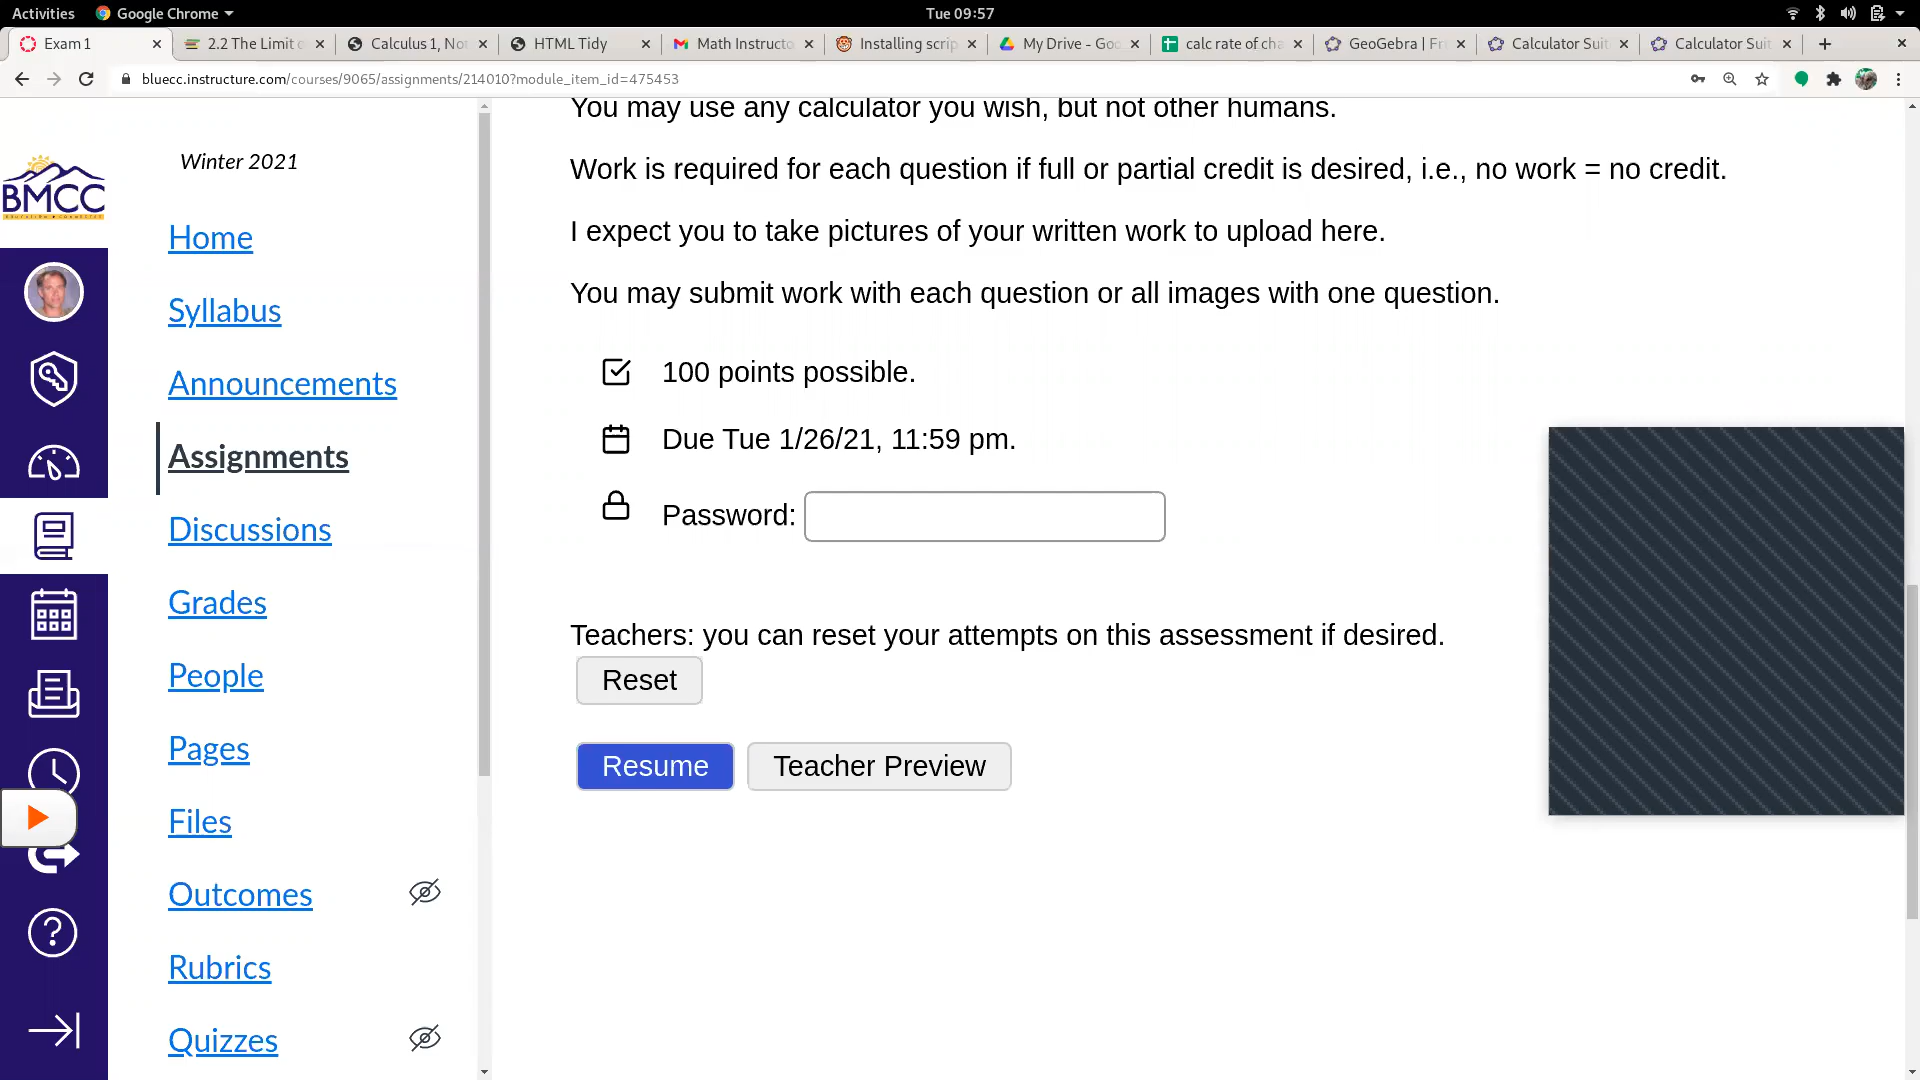 Activities
Google Chrome
Tue 09:57
Exam 1
2.2 The Limit o
Calculus 1, Not
HTML Tidy
Math Instructo
Installing scrip
My Drive - Goo
calc rate of cha
GeoGebra | Fr
Calculator Suit
Calculator Suit
bluecc.instructure.com/courses/9065/assignments/214010?module_item_id=475453
BMCC
Winter 2021
Home
Syllabus
Announcements
Assignments
Discussions
Grades
People
Pages
Files
Outcomes
Rubrics
Quizzes
You may use any calculator you wish, but not other humans.
Work is required for each question if full or partial credit is desired, i.e., no work = no credit.
I expect you to take pictures of your written work to upload here.
You may submit work with each question or all images with one question.
100 points possible.
Due Tue 1/26/21, 11:59 pm.
Password:
Teachers: you can reset your attempts on this assessment if desired.
Reset
Resume
Teacher Preview